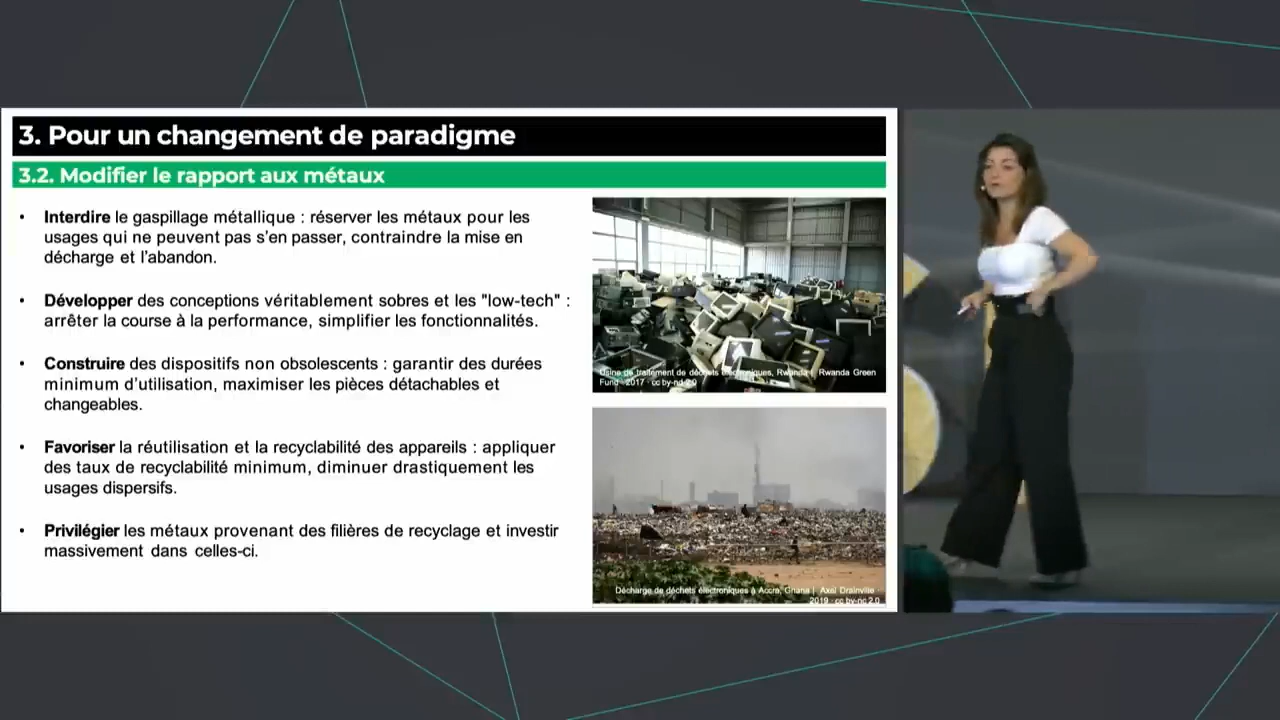 3. Pour un changement de paradigme
3.2. Modifier le rapport aux métaux
• Interdire le gaspillage métallique : réserver les métaux pour les
usages qui ne peuvent pas s'en passer, contraindre la mise en
décharge et l'abandon.
• Développer des conceptions véritablement sobres et les "low-tech" :
arrêter la course à la performance, simplifier les fonctionnalités.
• Construire des dispositifs non obsolescents : garantir des durées
minimum d'utilisation, maximiser les pièces détachables et
changeables.
• Favoriser la réutilisation et la recyclabilité des appareils : appliquer
des taux de recyclabilité minimum, diminuer drastiquement les
usages dispersifs.
• Privilégier les métaux provenant des filières de recyclage et investir
massivement dans celles-ci.
Usine de traitement de déchets électroniques, Rwanda | Rwanda Green
Fund · 2017 · cc by-nd 2.0
Décharge de déchets électroniques à Accra, Ghana | Axel Drainville
2019 · cc by-nc 2.0